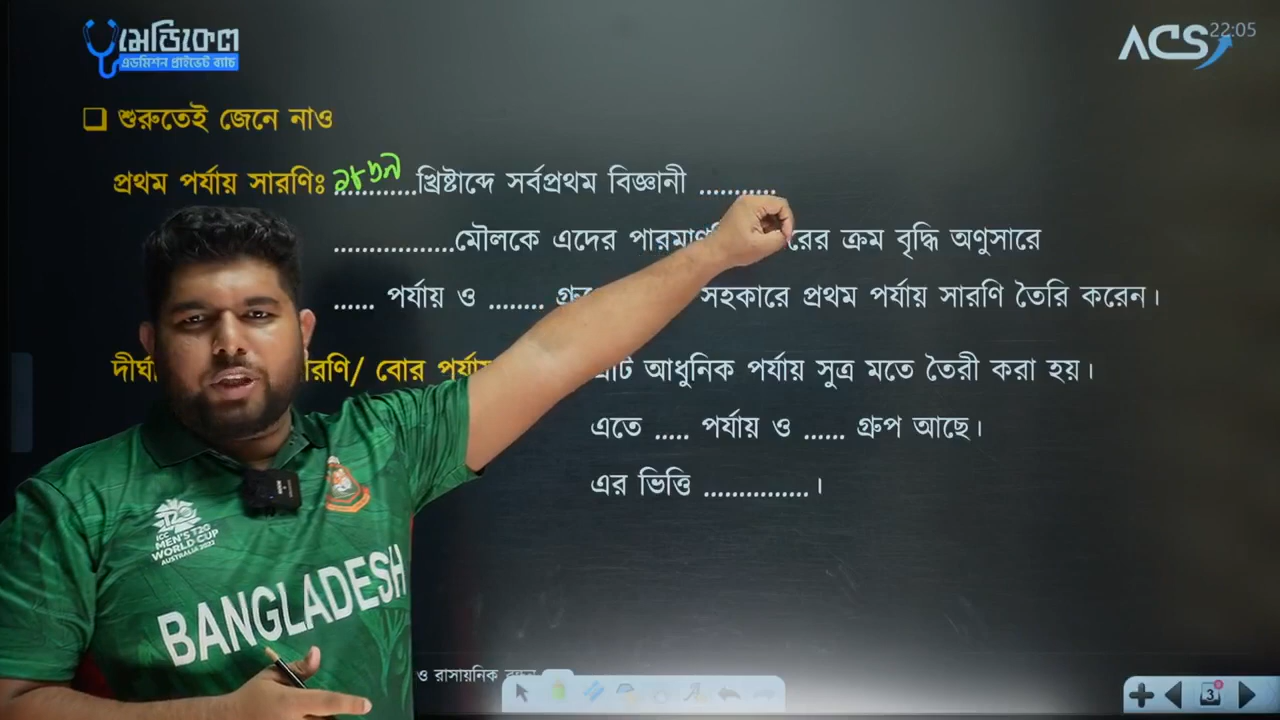 মেডিকেল
এডমিশন প্রাইভেট ব্যাচ
ACS
22:05
শুরুতেই জেনে নাও
প্রথম পর্যায় সারণিঃ ১৮৬৯ ............খ্রিষ্টাব্দে সর্বপ্রথম বিজ্ঞানী ...........
.................মৌলকে এদের রের ক্রম বৃদ্ধি অণুসারে
...... পর্যায় ও ........ সহকারে প্রথম পর্যায় সারণি তৈরি করেন।
রণি/ বোর আধুনিক পর্যায় সুত্র মতে তৈরী করা হয়।
এতে ..... পর্যায় ও ...... গ্রুপ আছে।
এর ভিত্তি ...............।
ICC
MEN'S T20
WORLD CUP
AUSTRALIA 2022
BANGLADESH
ও রাসায়নিক
3